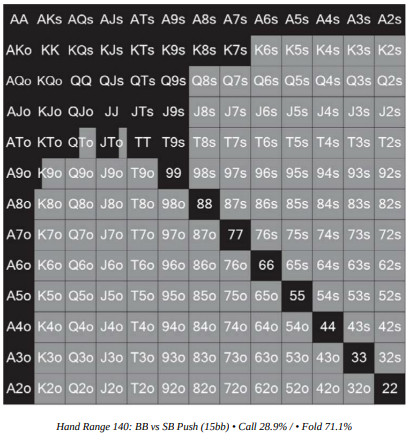 AA AKs AQs AJs ATs A9s A8s A7s A6s A5s A4s A3s A2s
AKo KK KQs KJs KTs K9s K8s K7s K6s K5s K4s K3s K2s
AQo KQo QQ QJs QTs Q9s Q8s Q7s Q6s Q5s Q4s Q3s Q2s
AJo KJo QJo JJ JTs J9s J8s J7s J6s J5s J4s J3s J2s
ATo KTo QTo JTo TT T9s T8s T7s T6s T5s T4s T3s T2s
A9o K9o Q9o J9o T9o 99 98s 97s 96s 95s 94s 93s 92s
A8o K8o Q8o J8o T8o 98o 88 87s 86s 85s 84s 83s 82s
A7o K7o Q7o J7o T7o 97o 87o 77 76s 75s 74s 73s 72s
A6o K6o Q6o J6o T6o 96o 86o 76o 66 65s 64s 63s 62s
A5o K5o Q5o J5o T5o 95o 85o 75o 65o 55 54s 53s 52s
A4o K4o Q4o J4o T4o 94o 84o 74o 64o 54o 44 43s 42s
A3o K3o Q3o J3o T3o 93o 83o 73o 63o 53o 43o 33 32s
A2o K2o Q2o J2o T2o 92o 82o 72o 62o 52o 42o 32o 22
Hand Range 140: BB vs SB Push (15bb) • Call 28.9% / • Fold 71.1%